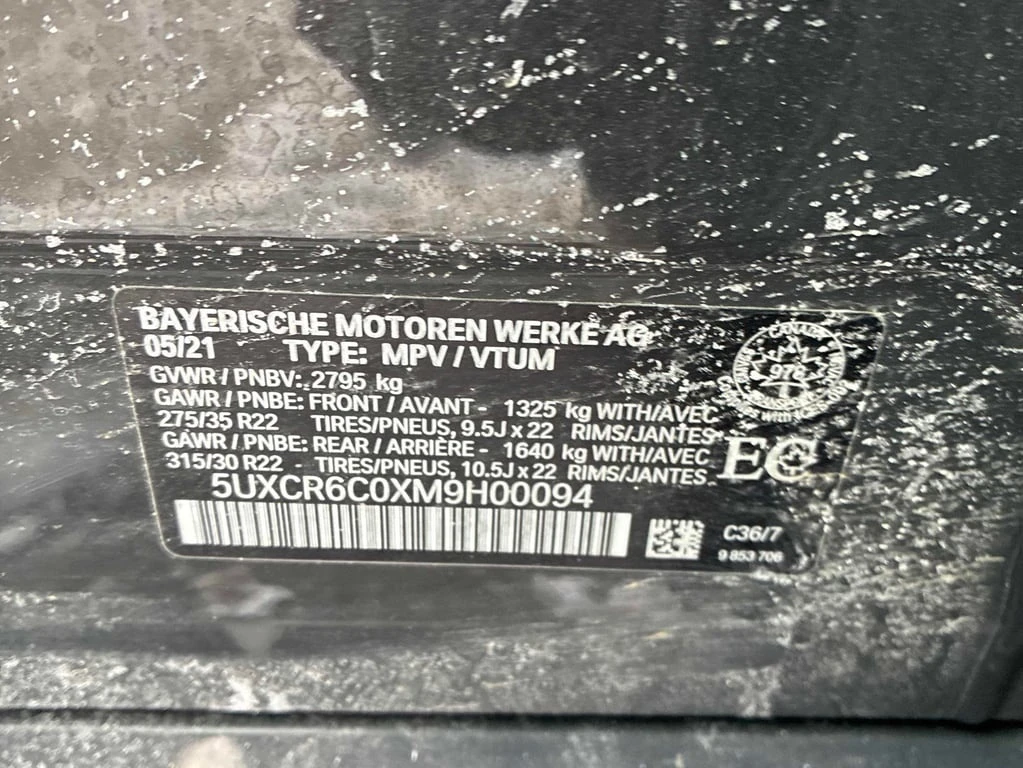 BAYERISCHE MOTOREN WERKE AG
05/21 TYPE: MPV / VTUM
GVWR / PNBV: 2795 kg
GAWR / PNBE: FRONT / AVANT - 1325 kg WITH/AVEC
275/35 R22 TIRES/PNEUS, 9.5J x 22 RIMS/JANTES
GAWR / PNBE: REAR / ARRIÈRE - 1640 kg WITH/AVEC
315/30 R22 - TIRES/PNEUS, 10.5J x 22 RIMS/JANTES
5UXCR6C0XM9H00094
CANADA
TRANSPORT
EC
C36/7
9 853 706